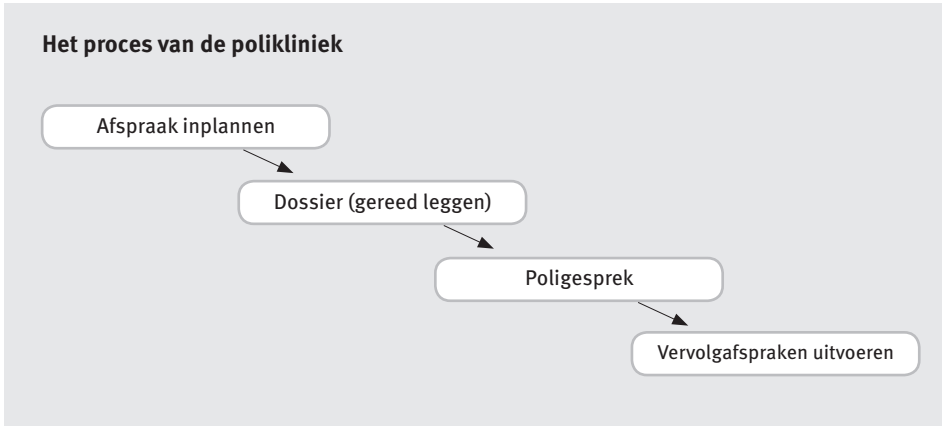 Het proces van de polikliniek
Afspraak inplannen
Dossier (gereed leggen)
Poligesprek
Vervolgafspraken uitvoeren